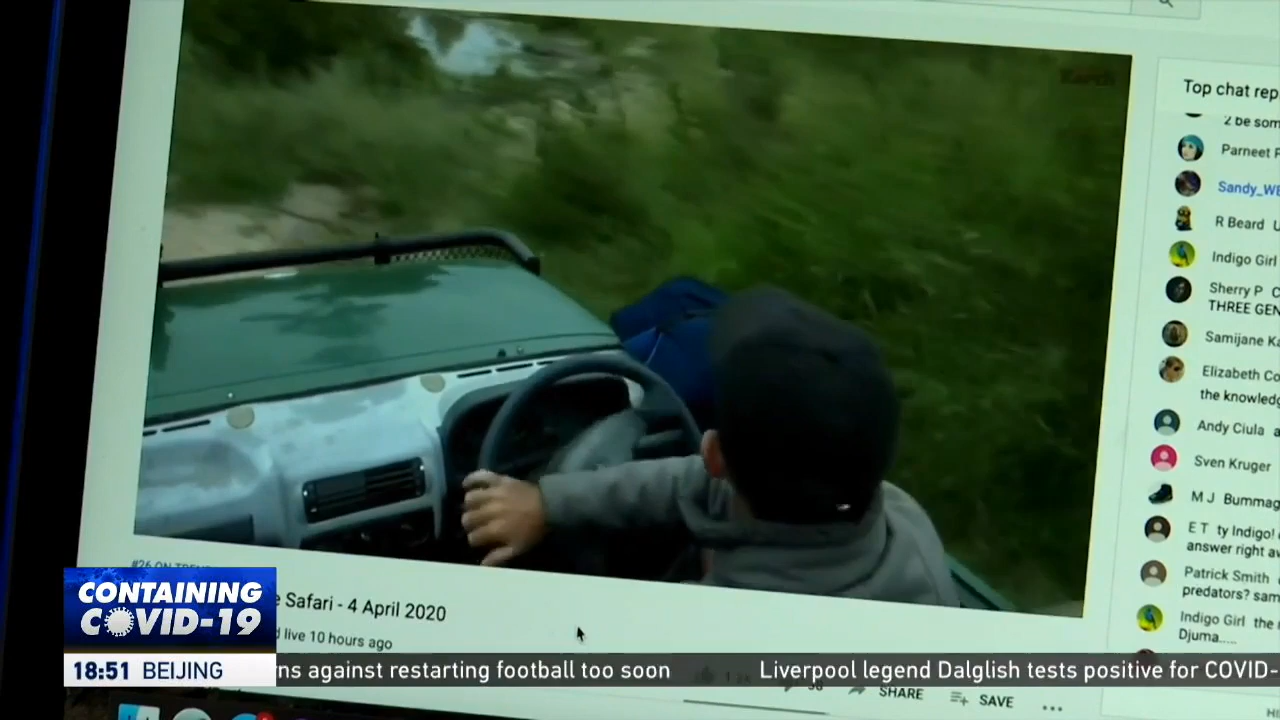 Top chat rep
2 be som
Parneet F
Sandy_WE
R Beard U
Indigo Girl
Sherry P C
THREE GEN
Samijane Ka
Elizabeth Co
the knowledg
Andy Ciula a
Sven Kruger
M J Bummag
E T ty Indigo!
answer right a
Patrick Smith
predators? sam
Indigo Girl the
Djuma.....
#26 ON TREN
e Safari - 4 April 2020
d live 10 hours ago
SHARE
SAVE
CONTAINING
COVID-19
18:51 BEIJING
ns against restarting football too soon
Liverpool legend Dalglish tests positive for COVID-